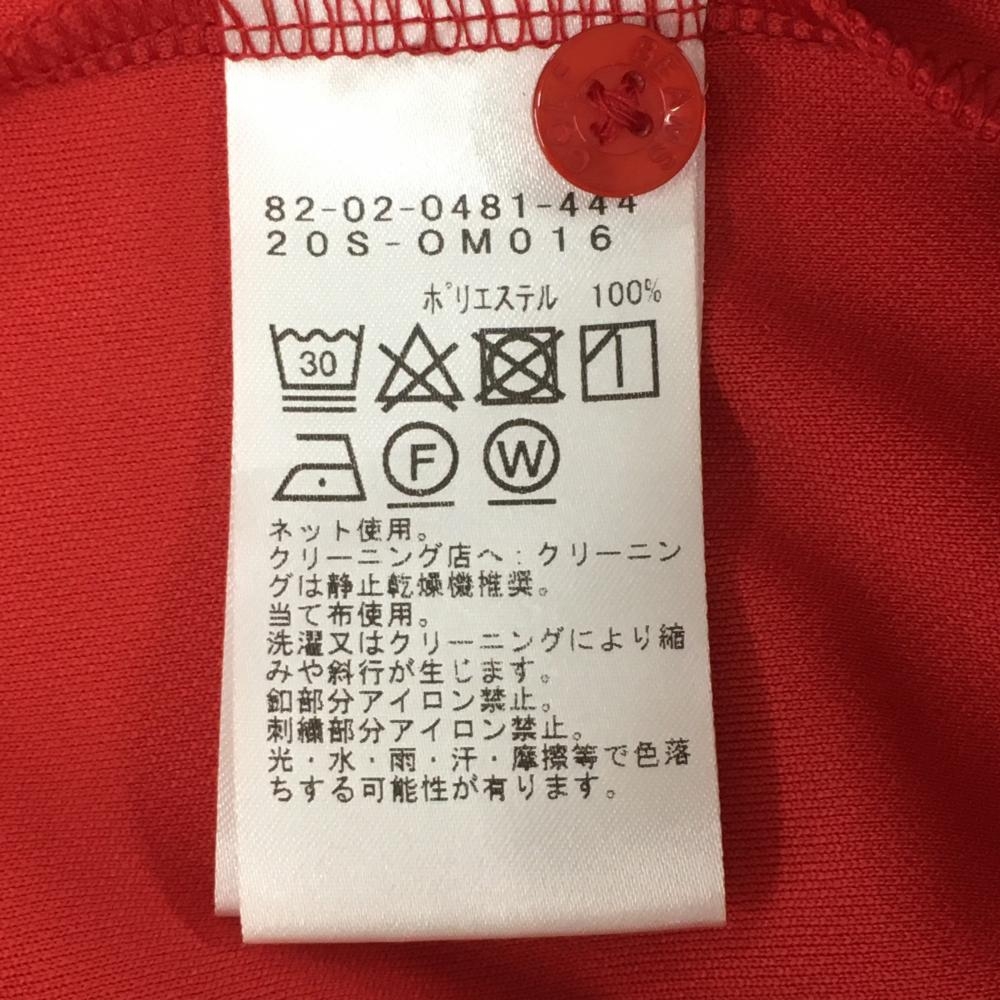 BEAMS GOLF
82-02-0481-444
20S-OM016
ポリエステル 100%
30
F W
ネット使用。
クリーニング店へ:クリーニン
グは静止乾燥機推奨。
当て布使用。
洗濯又はクリーニングにより縮
みや斜行が生じます。
釦部分アイロン禁止。
刺繍部分アイロン禁止。
光・水・雨・汗・摩擦等で色落
ちする可能性が有ります。